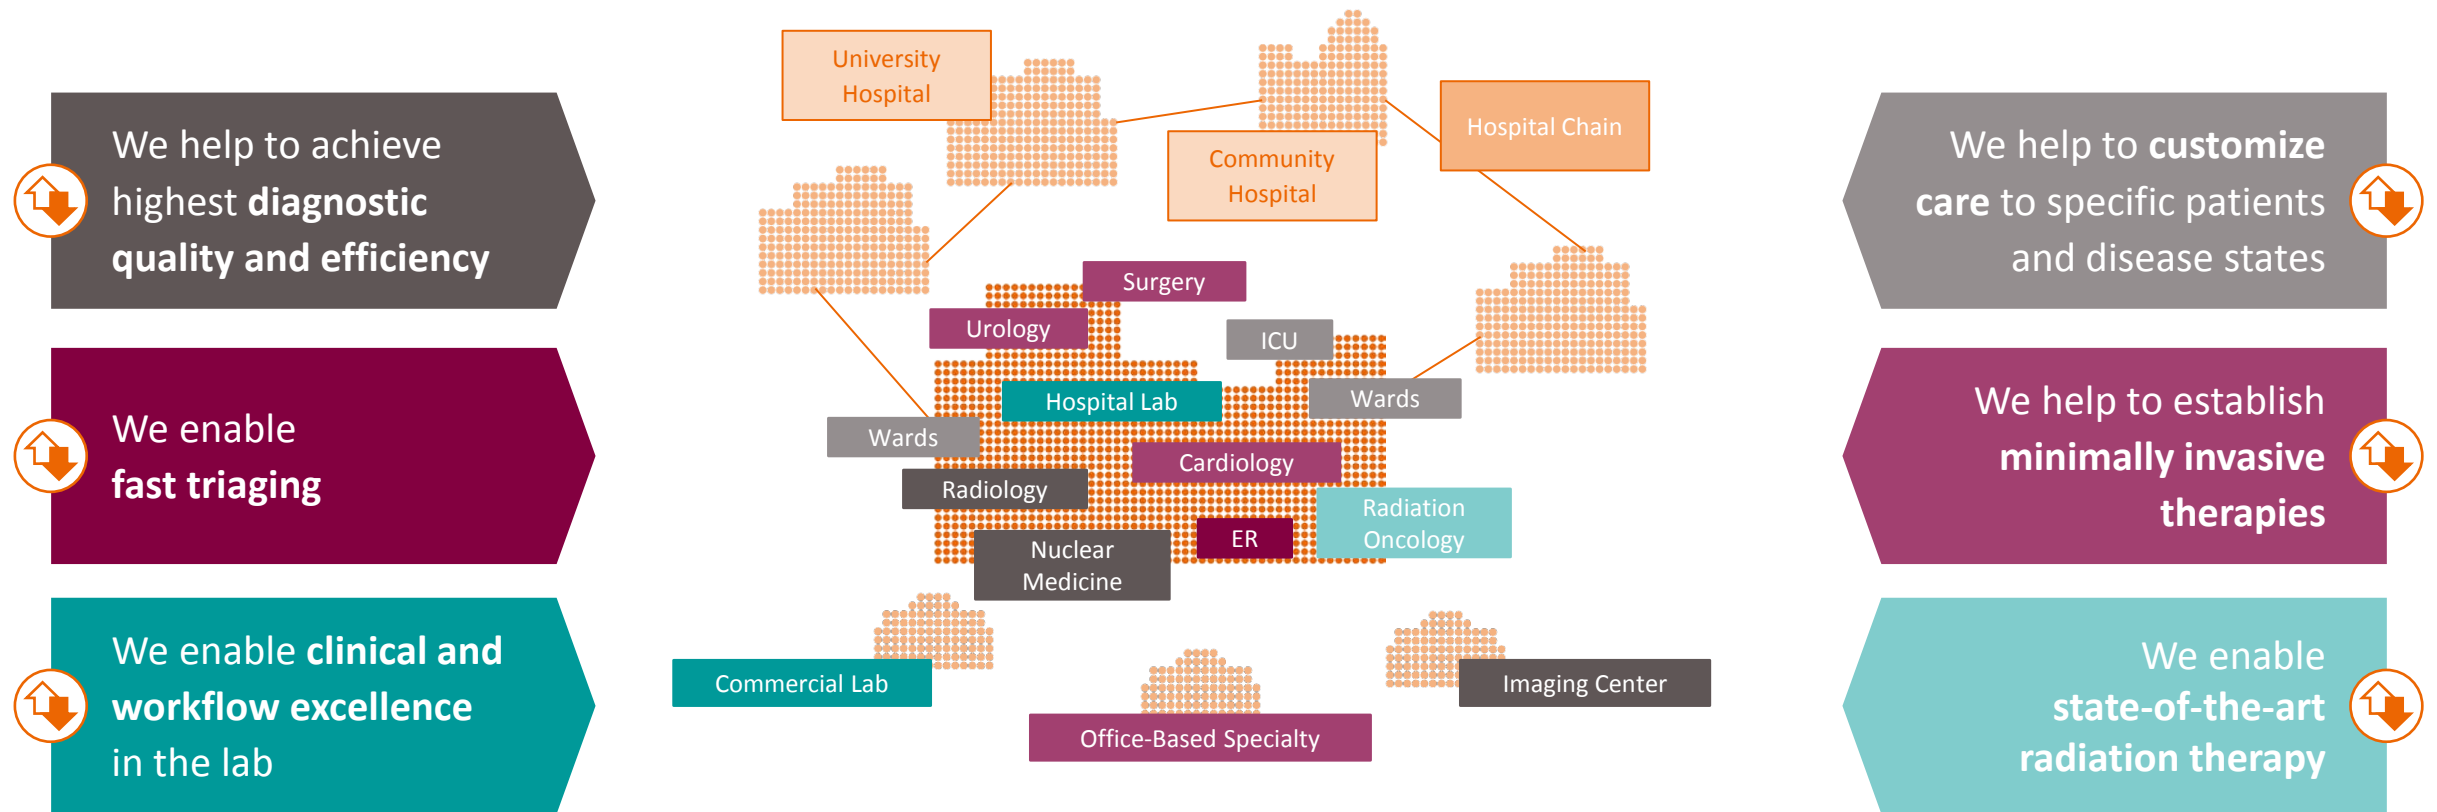 We help to achieve
highest diagnostic
quality and efficiency
We enable
fast triaging
We enable clinical and
workflow excellence
in the lab
University
Hospital
Community
Hospital
Hospital Chain
Surgery
Urology
ICU
Hospital Lab
Wards
Wards
Cardiology
Radiology
Radiation
Oncology
ER
Nuclear
Medicine
Commercial Lab
Office-Based Specialty
Imaging Center
We help to customize
care to specific patients
and disease states
We help to establish
minimally invasive
therapies
We enable
state-of-the-art
radiation therapy